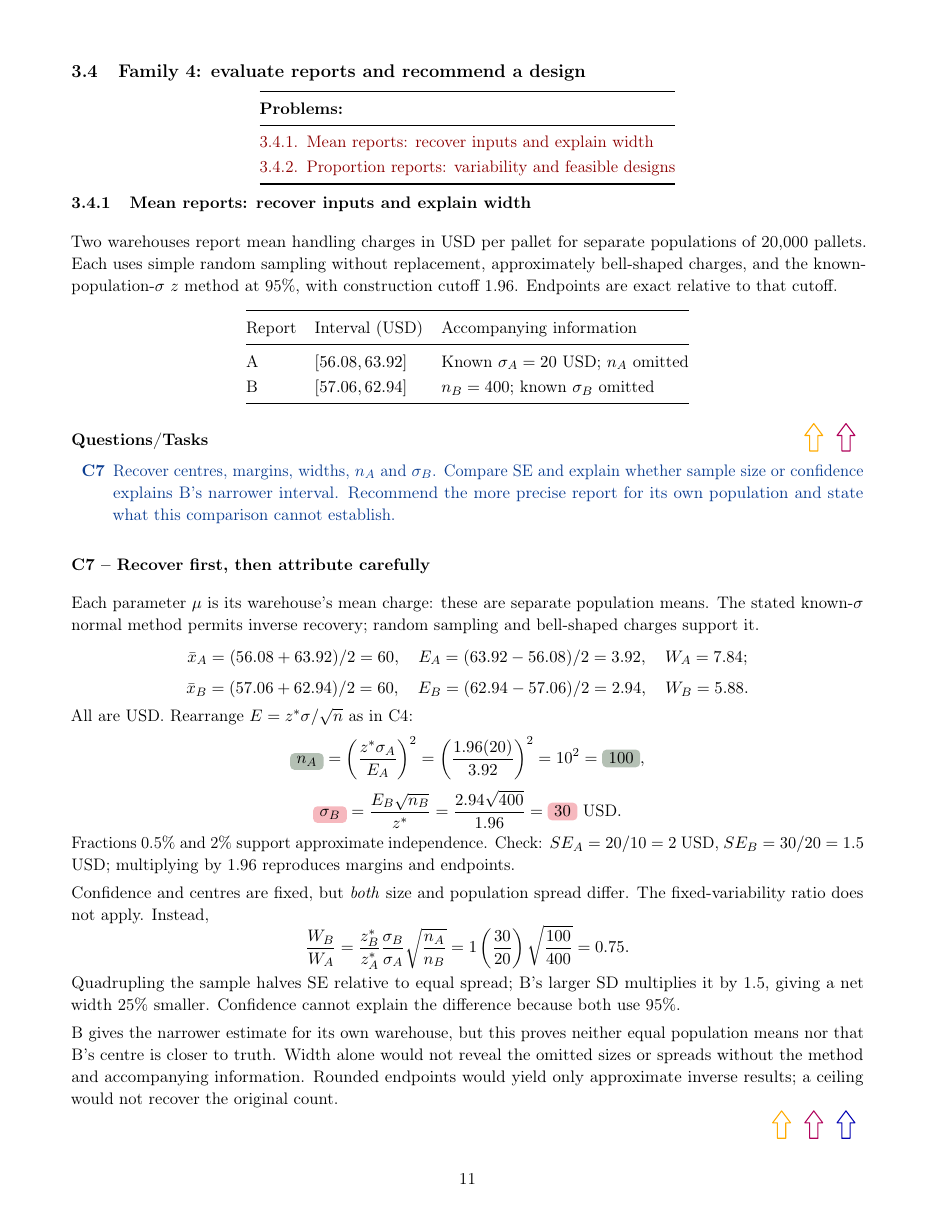 3.4 Family 4: evaluate reports and recommend a design
Problems:
3.4.1. Mean reports: recover inputs and explain width
3.4.2. Proportion reports: variability and feasible designs
3.4.1 Mean reports: recover inputs and explain width
Two warehouses report mean handling charges in USD per pallet for separate populations of 20,000 pallets.
Each uses simple random sampling without replacement, approximately bell-shaped charges, and the known-
population-σ z method at 95%, with construction cutoff 1.96. Endpoints are exact relative to that cutoff.
Report Interval (USD) Accompanying information
A [56.08, 63.92] Known σ_A = 20 USD; n_A omitted
B [57.06, 62.94] n_B = 400; known σ_B omitted
Questions/Tasks
C7 Recover centres, margins, widths, n_A and σ_B. Compare SE and explain whether sample size or confidence
explains B's narrower interval. Recommend the more precise report for its own population and state
what this comparison cannot establish.
C7 – Recover first, then attribute carefully
Each parameter μ is its warehouse's mean charge: these are separate population means. The stated known-σ
normal method permits inverse recovery; random sampling and bell-shaped charges support it.
x̄_A = (56.08 + 63.92)/2 = 60, E_A = (63.92 − 56.08)/2 = 3.92, W_A = 7.84;
x̄_B = (57.06 + 62.94)/2 = 60, E_B = (62.94 − 57.06)/2 = 2.94, W_B = 5.88.
All are USD. Rearrange E = z*σ/√n as in C4:
n_A = (z*σ_A / E_A)² = (1.96(20) / 3.92)² = 10² = 100,
σ_B = E_B√n_B / z* = 2.94√400 / 1.96 = 30 USD.
Fractions 0.5% and 2% support approximate independence. Check: SE_A = 20/10 = 2 USD, SE_B = 30/20 = 1.5
USD; multiplying by 1.96 reproduces margins and endpoints.
Confidence and centres are fixed, but both size and population spread differ. The fixed-variability ratio does
not apply. Instead,
W_B / W_A = z*_B / z*_A σ_B / σ_A √(n_A / n_B) = 1 (30 / 20) √(100 / 400) = 0.75.
Quadrupling the sample halves SE relative to equal spread; B's larger SD multiplies it by 1.5, giving a net
width 25% smaller. Confidence cannot explain the difference because both use 95%.
B gives the narrower estimate for its own warehouse, but this proves neither equal population means nor that
B's centre is closer to truth. Width alone would not reveal the omitted sizes or spreads without the method
and accompanying information. Rounded endpoints would yield only approximate inverse results; a ceiling
would not recover the original count.
11